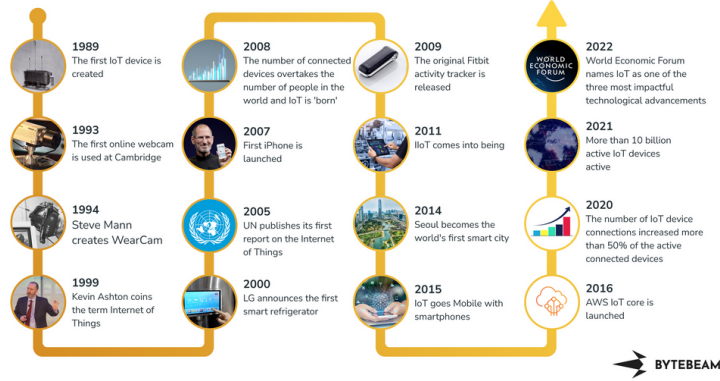 1989
The first IoT device is
created
1993
The first online webcam
is used at Cambridge
1994
Steve Mann
creates WearCam
1999
Kevin Ashton coins
the term Internet of
Things
2008
The number of connected
devices overtakes the
number of people in the
world and IoT is 'born'
2007
First iPhone is
launched
2005
UN publishes its first
report on the Internet
of Things
2000
LG announces the first
smart refrigerator
2009
The original Fitbit
activity tracker is
released
2011
IIoT comes into being
2014
Seoul becomes the
world's first smart city
2015
IoT goes Mobile with
smartphones
WORLD
ECONOMIC
FORUM
2022
World Economic Forum
names IoT as one of the
three most impactful
technological advancements
2021
More than 10 billion
active IoT devices
active
2020
The number of IoT device
connections increased more
than 50% of the active
connected devices
2016
AWS IoT core is
launched
BYTEBEAM